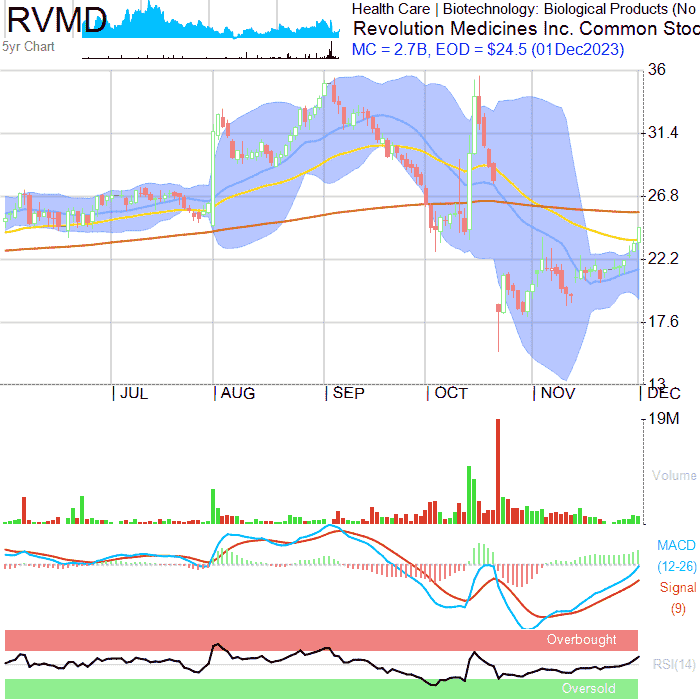 RVMD
5yr Chart
Health Care | Biotechnology: Biological Products (No
Revolution Medicines Inc. Common Stoc
MC = 2.7B, EOD = $24.5 (01Dec2023)
36
31.4
26.8
22.2
17.6
13
JUL AUG SEP OCT NOV DEC
19M
Volume
MACD
(12-26)
Signal
(9)
Overbought
RSI(14)
Oversold